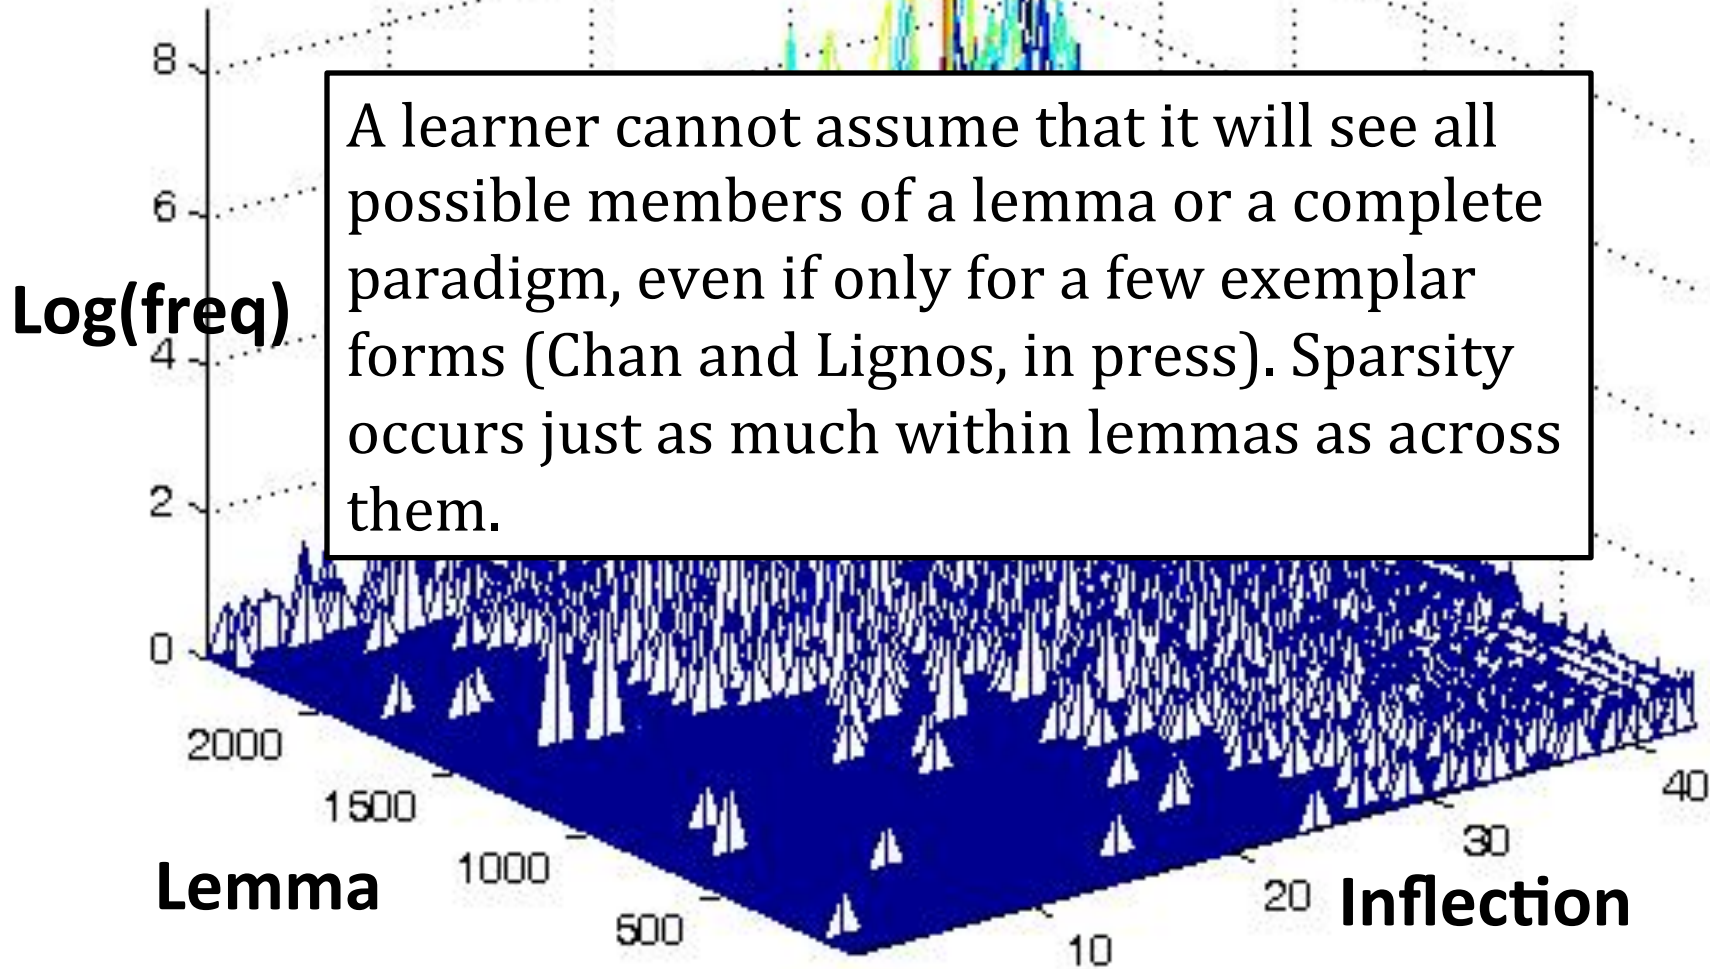 8
A learner cannot assume that it will see all
possible members of a lemma or a complete
6
paradigm, even if only for a few exemplar
Log(freq)
forms (Chan and Lignos, in press). Sparsity
4
occurs just as much within lemmas as across
2
them.
0
2000
1500
1000
500
Lemma
10
20
30
40
Inflection